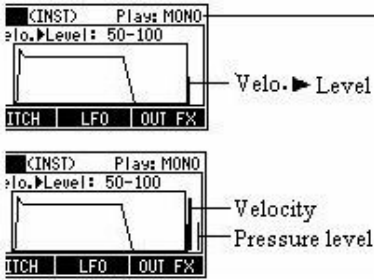 (INST) Play: MONO
elo.▶Level: 50-100
Velo.▶Level
ITCH LFO OUT FX
(INST) Play: MONO
elo.▶Level: 50-100
Velocity
Pressure level
ITCH LFO OUT FX